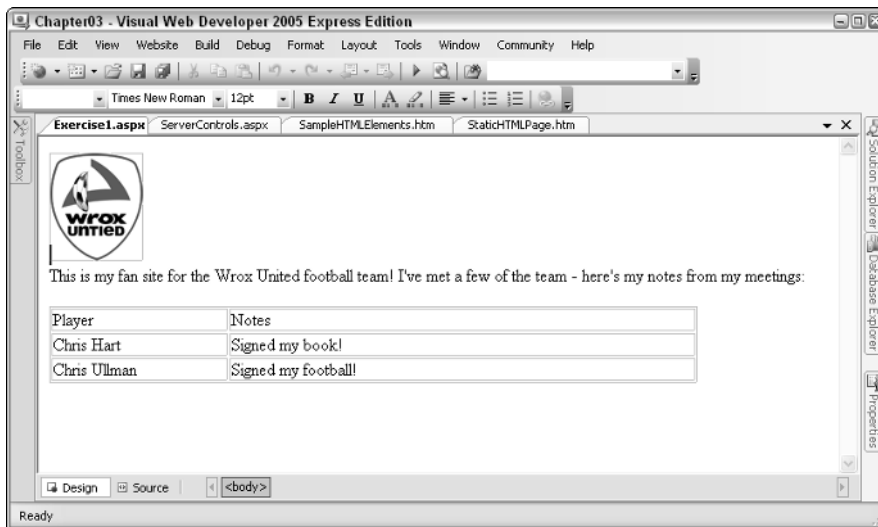 Chapter03 - Visual Web Developer 2005 Express Edition
File Edit View Website Build Debug Format Layout Tools Window Community Help
Times New Roman 12pt B I U A
Exercise1.aspx ServerControls.aspx SampleHTMLElements.htm StaticHTMLPage.htm
Toolbox
wrox
UNTIED
This is my fan site for the Wrox United football team! I've met a few of the team - here's my notes from my meetings:
Player Notes
Chris Hart Signed my book!
Chris Ullman Signed my football!
Solution Explorer
Database Explorer
Properties
Design Source <body>
Ready